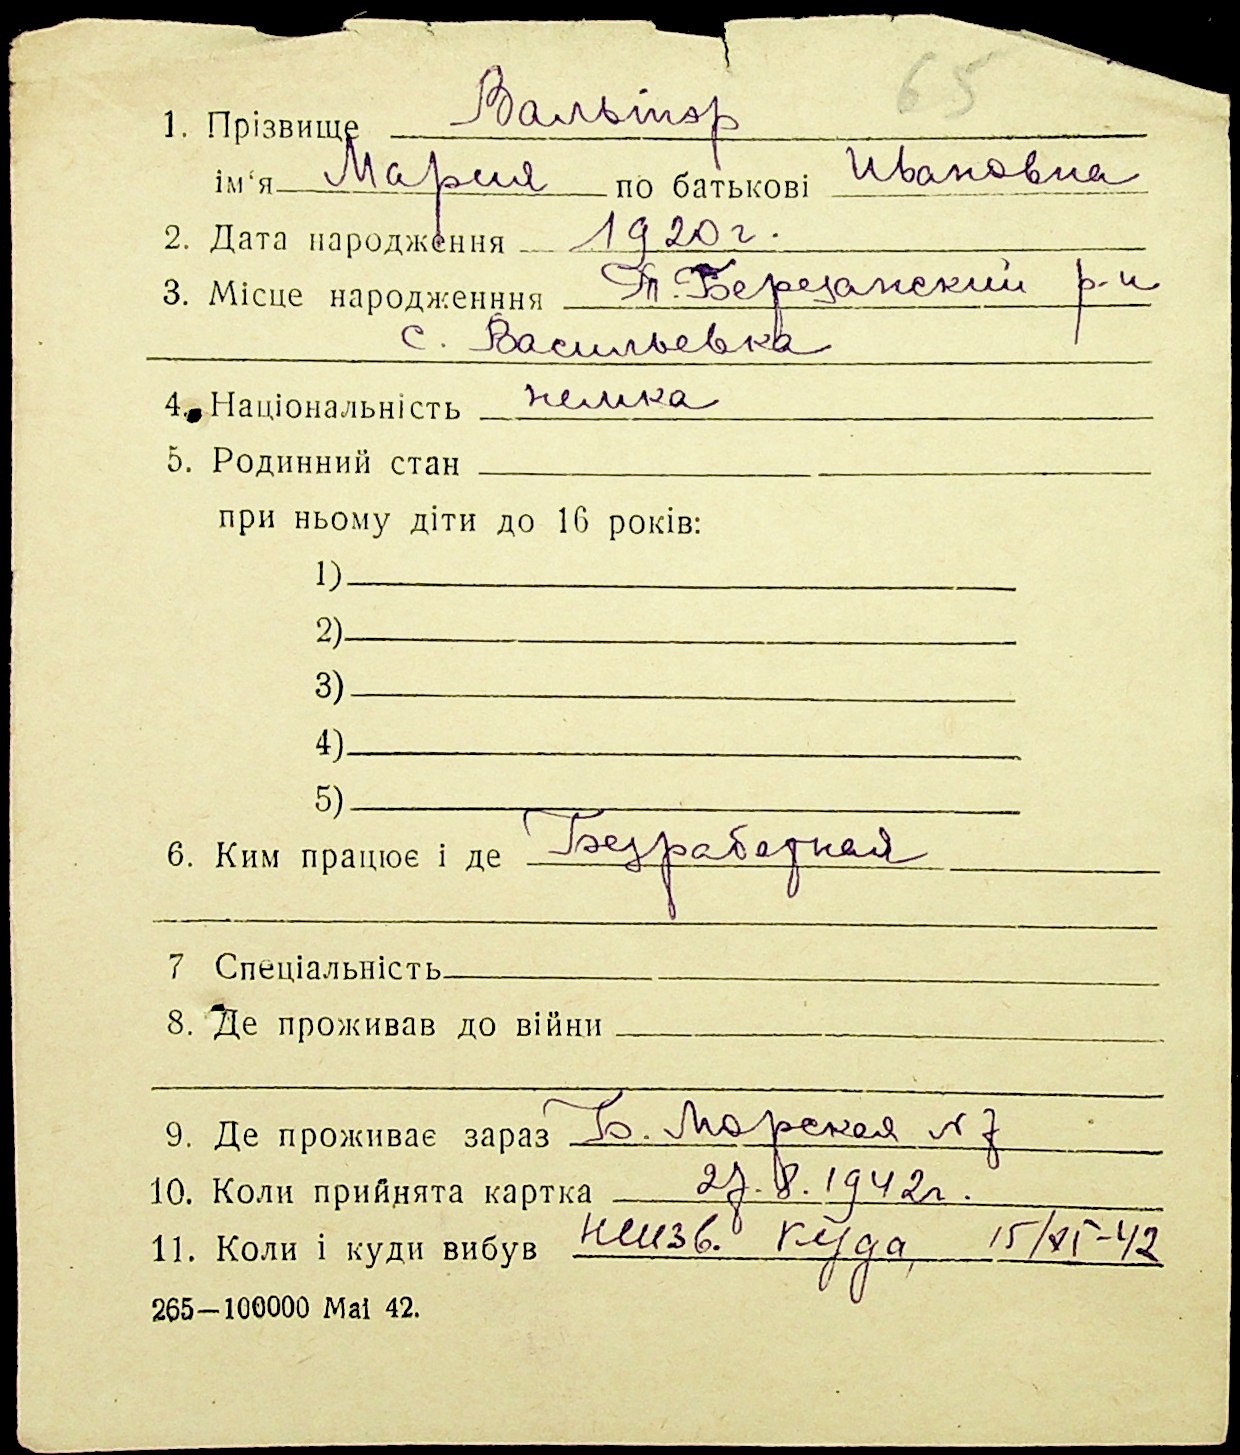 65
1. Прізвище Вальтэр
ім‘я Мария по батькові Ивановна
2. Дата народження 1920 г.
3. Місце народженння Т. Березанский р-н
с. Васильевка
4. Національність немка
5. Родинний стан
при ньому діти до 16 років:
1)
2)
3)
4)
5)
6. Ким працює і де Безработная
7 Спеціальність
8. Де проживав до війни
9. Де проживає зараз Б. Морская № 7
10. Коли прийнята картка 27.8.1942 г.
11. Коли і куди вибув неизв. куда, 15/XI-42
265—100000 Mai 42.